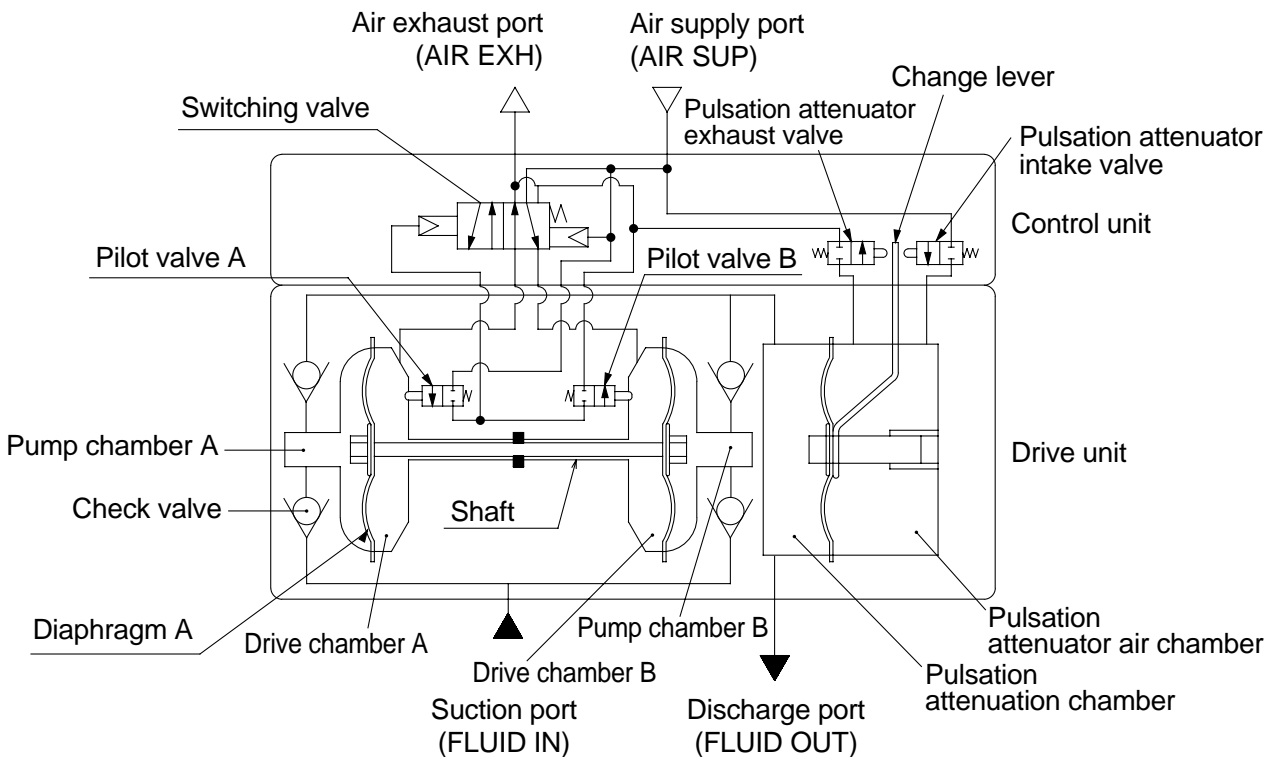 Air exhaust port
(AIR EXH)
Air supply port
(AIR SUP)
Change lever
Switching valve
Pulsation attenuator
exhaust valve
Pulsation attenuator
intake valve
Control unit
Pilot valve A
Pilot valve B
Pump chamber A
Drive unit
Check valve
Shaft
Diaphragm A
Drive chamber A
Pump chamber B
Drive chamber B
Pulsation
attenuator air chamber
Pulsation
attenuation chamber
Suction port
(FLUID IN)
Discharge port
(FLUID OUT)